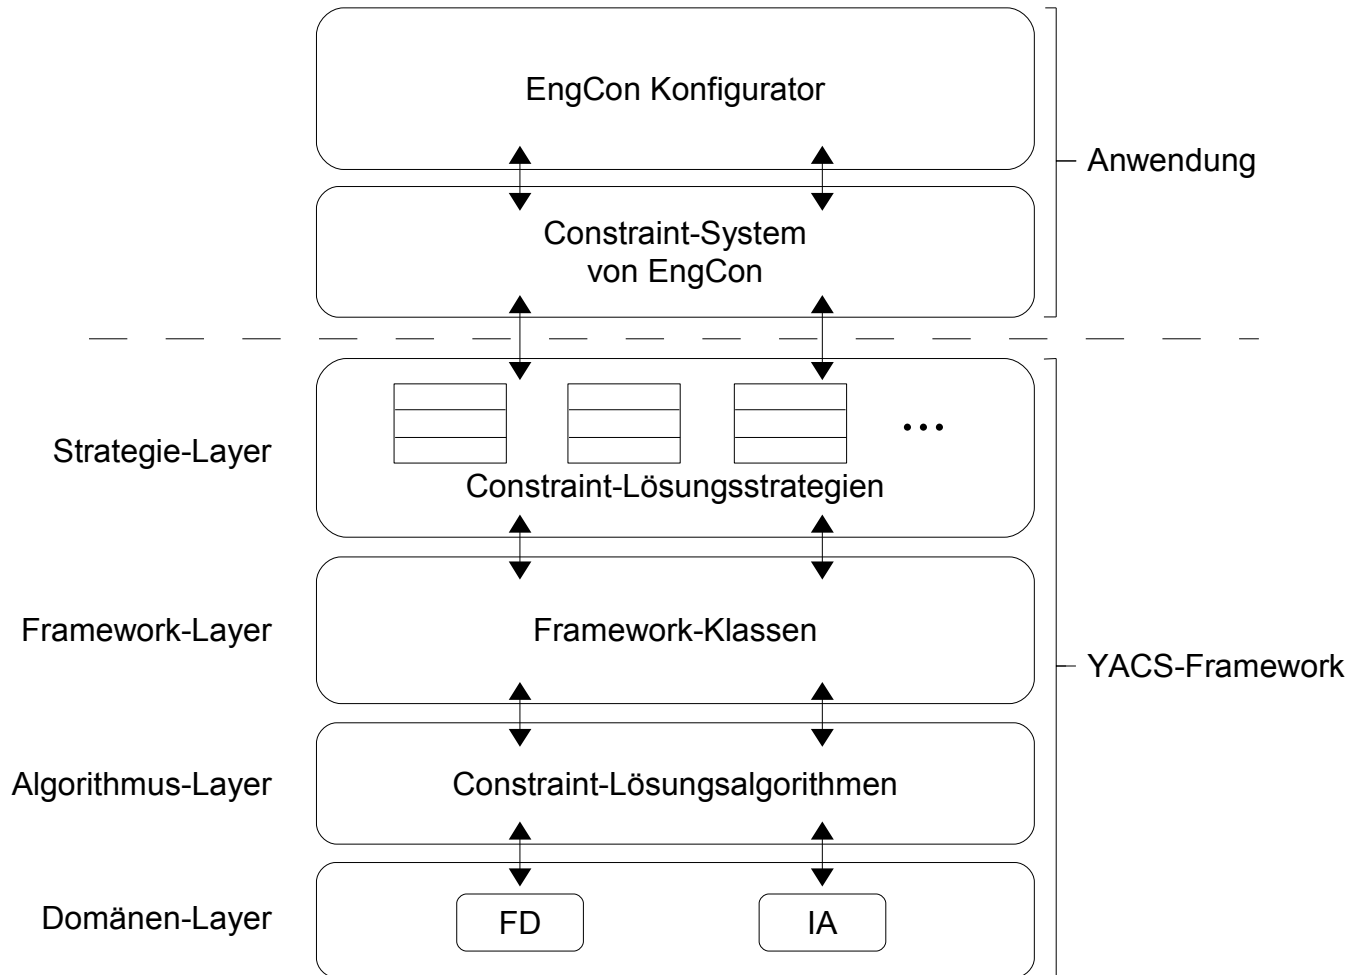 EngCon Konfigurator
Anwendung
Constraint-System
von EngCon
Strategie-Layer
...
Constraint-Lösungsstrategien
Framework-Layer
Framework-Klassen
YACS-Framework
Algorithmus-Layer
Constraint-Lösungsalgorithmen
Domänen-Layer
FD
IA